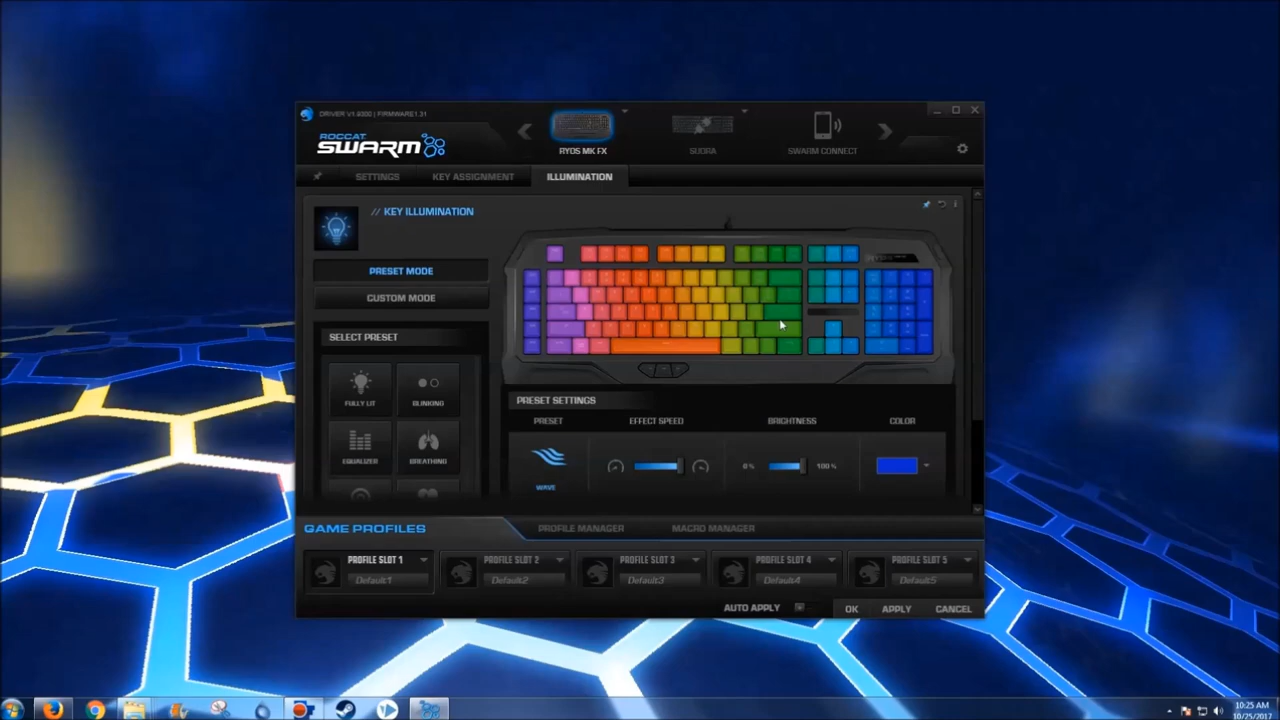 DRIVER V1.9300 | FIRMWARE1.31
ROCCAT
SWARM
RYOS MK FX
SUORA
SWARM CONNECT
SETTINGS
KEY ASSIGNMENT
ILLUMINATION
// KEY ILLUMINATION
PRESET MODE
CUSTOM MODE
SELECT PRESET
FULLY LIT
BLINKING
EQUALIZER
BREATHING
PRESET SETTINGS
PRESET
EFFECT SPEED
BRIGHTNESS
COLOR
0 %
100 %
WAVE
GAME PROFILES
PROFILE MANAGER
MACRO MANAGER
PROFILE SLOT 1
Default1
PROFILE SLOT 2
Default2
PROFILE SLOT 3
Default3
PROFILE SLOT 4
Default4
PROFILE SLOT 5
Default5
AUTO APPLY
OK
APPLY
CANCEL
10:25 AM
10/25/2017